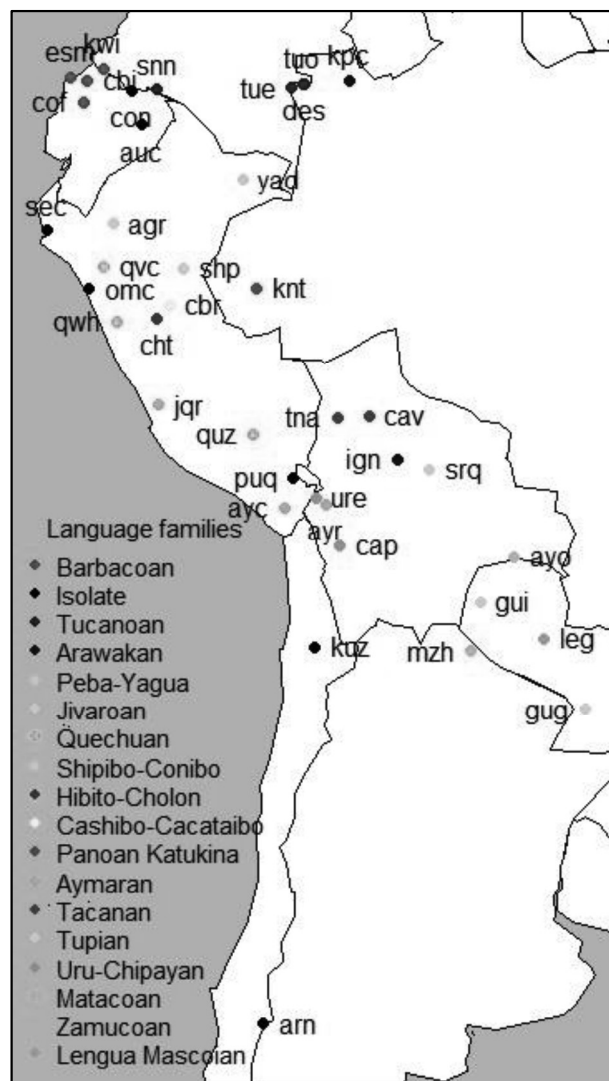 kwi
esm
snn
tuo
kpc
cbi
tue
cof
des
con
auc
yad
sec
agr
qvc
shp
omc
knt
cbr
qwh
cht
jqr
tna
cav
quz
ign
srq
puq
ure
ayc
ayr
cap
ayo
gui
leg
kuz
mzh
gug
arn
Language families
Barbacoan
Isolate
Tucanoan
Arawakan
Peba-Yagua
Jivaroan
Quechuan
Shipibo-Conibo
Hibito-Cholon
Cashibo-Cacataibo
Panoan Katukina
Aymaran
Tacanan
Tupian
Uru-Chipayan
Matacoan
Zamucoan
Lengua Mascoian